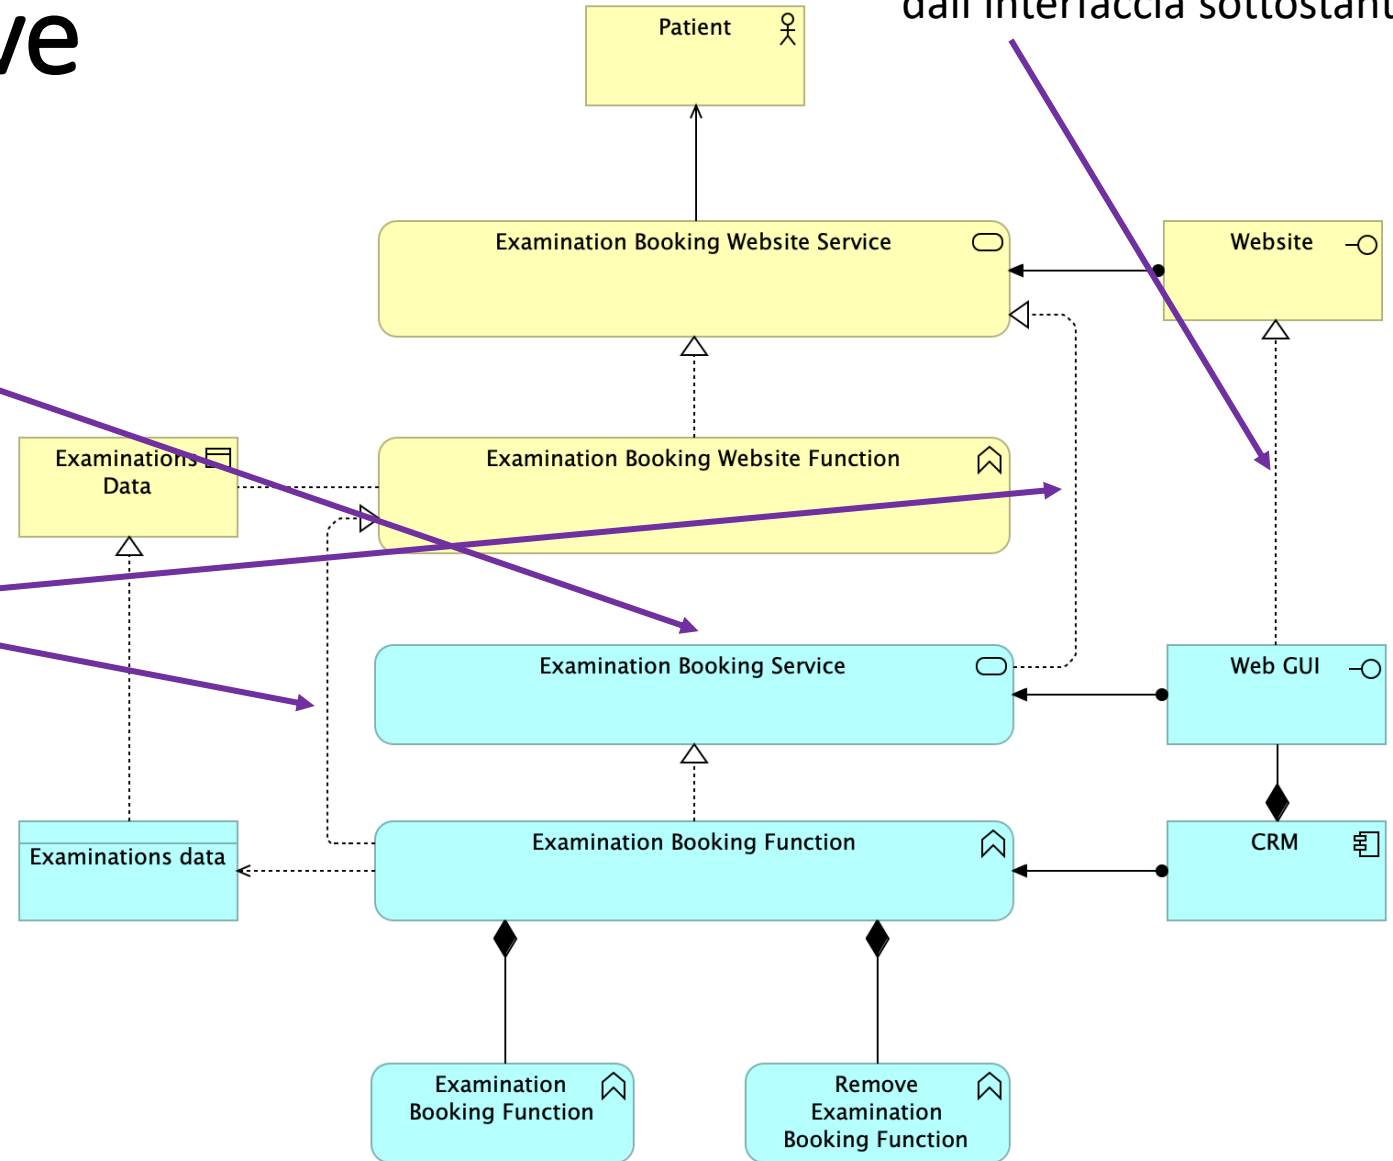 dall'interfaccia sottostant
ve
Patient
Examination Booking Website Service
Website
Examinations
Data
Examination Booking Website Function
Examination Booking Service
Web GUI
Examinations data
Examination Booking Function
CRM
Examination
Booking Function
Remove
Examination
Booking Function